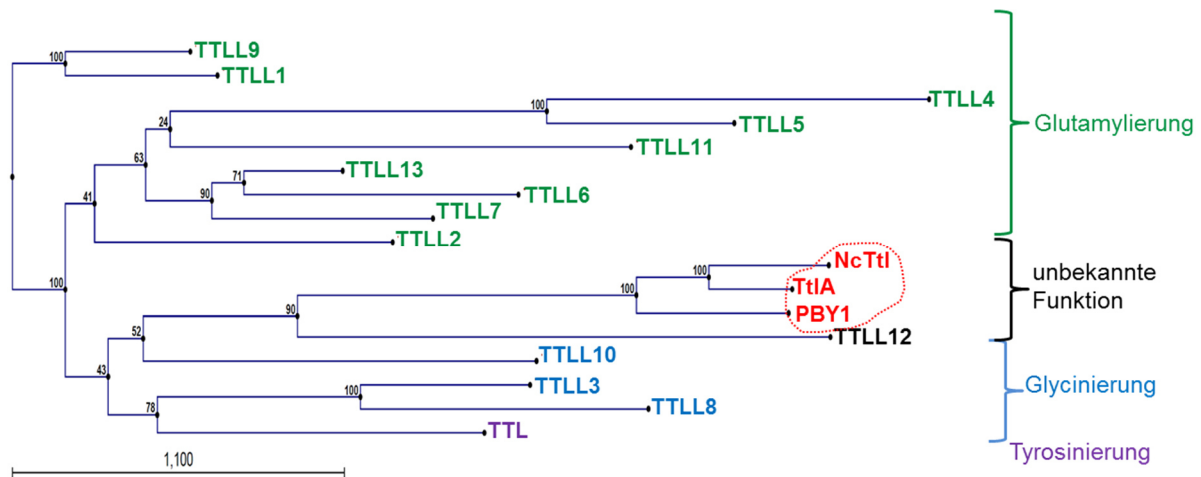 TTLL9
100
TTLL1
TTLL4
100
TTLL5
24
Glutamylierung
TTLL11
63
TTLL13
71
TTLL6
90
41
TTLL7
TTLL2
NcTtl
100
TtlA
100
100
PBY1
unbekannte
Funktion
90
TTLL12
52
TTLL10
43
TTLL3
100
Glycinierung
TTLL8
78
TTL
Tyrosinierung
1,100